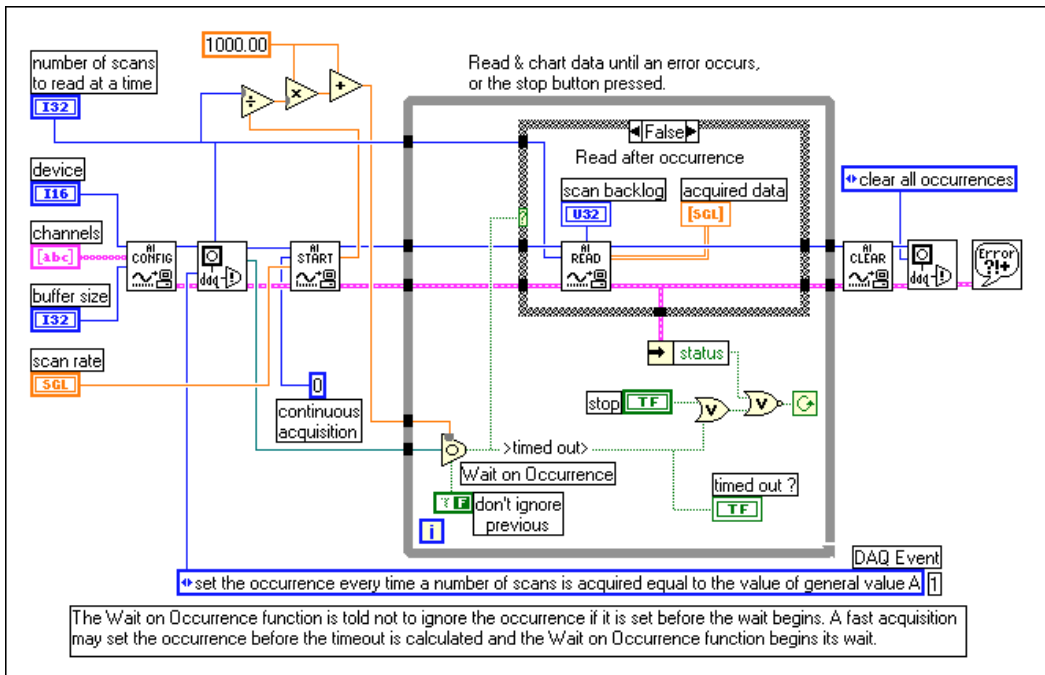 1000.00
number of scans
to read at a time
I32
÷
×
+
Read & chart data until an error occurs,
or the stop button pressed.
False
Read after occurrence
device
I16
scan backlog
acquired data
U32
[SGL]
clear all occurrences
channels
[abc]
?
AI
CONFIG
ddq
AI
START
AI
READ
AI
CLEAR
ddq
Error
?!+
buffer size
I32
status
scan rate
SGL
0
continuous
acquisition
stop
TF
V
V
>timed out>
Wait on Occurrence
timed out ?
TF
F
don't ignore
previous
i
DAQ Event
set the occurrence every time a number of scans is acquired equal to the value of general value A
1
The Wait on Occurrence function is told not to ignore the occurrence if it is set before the wait begins. A fast acquisition
may set the occurrence before the timeout is calculated and the Wait on Occurrence function begins its wait.